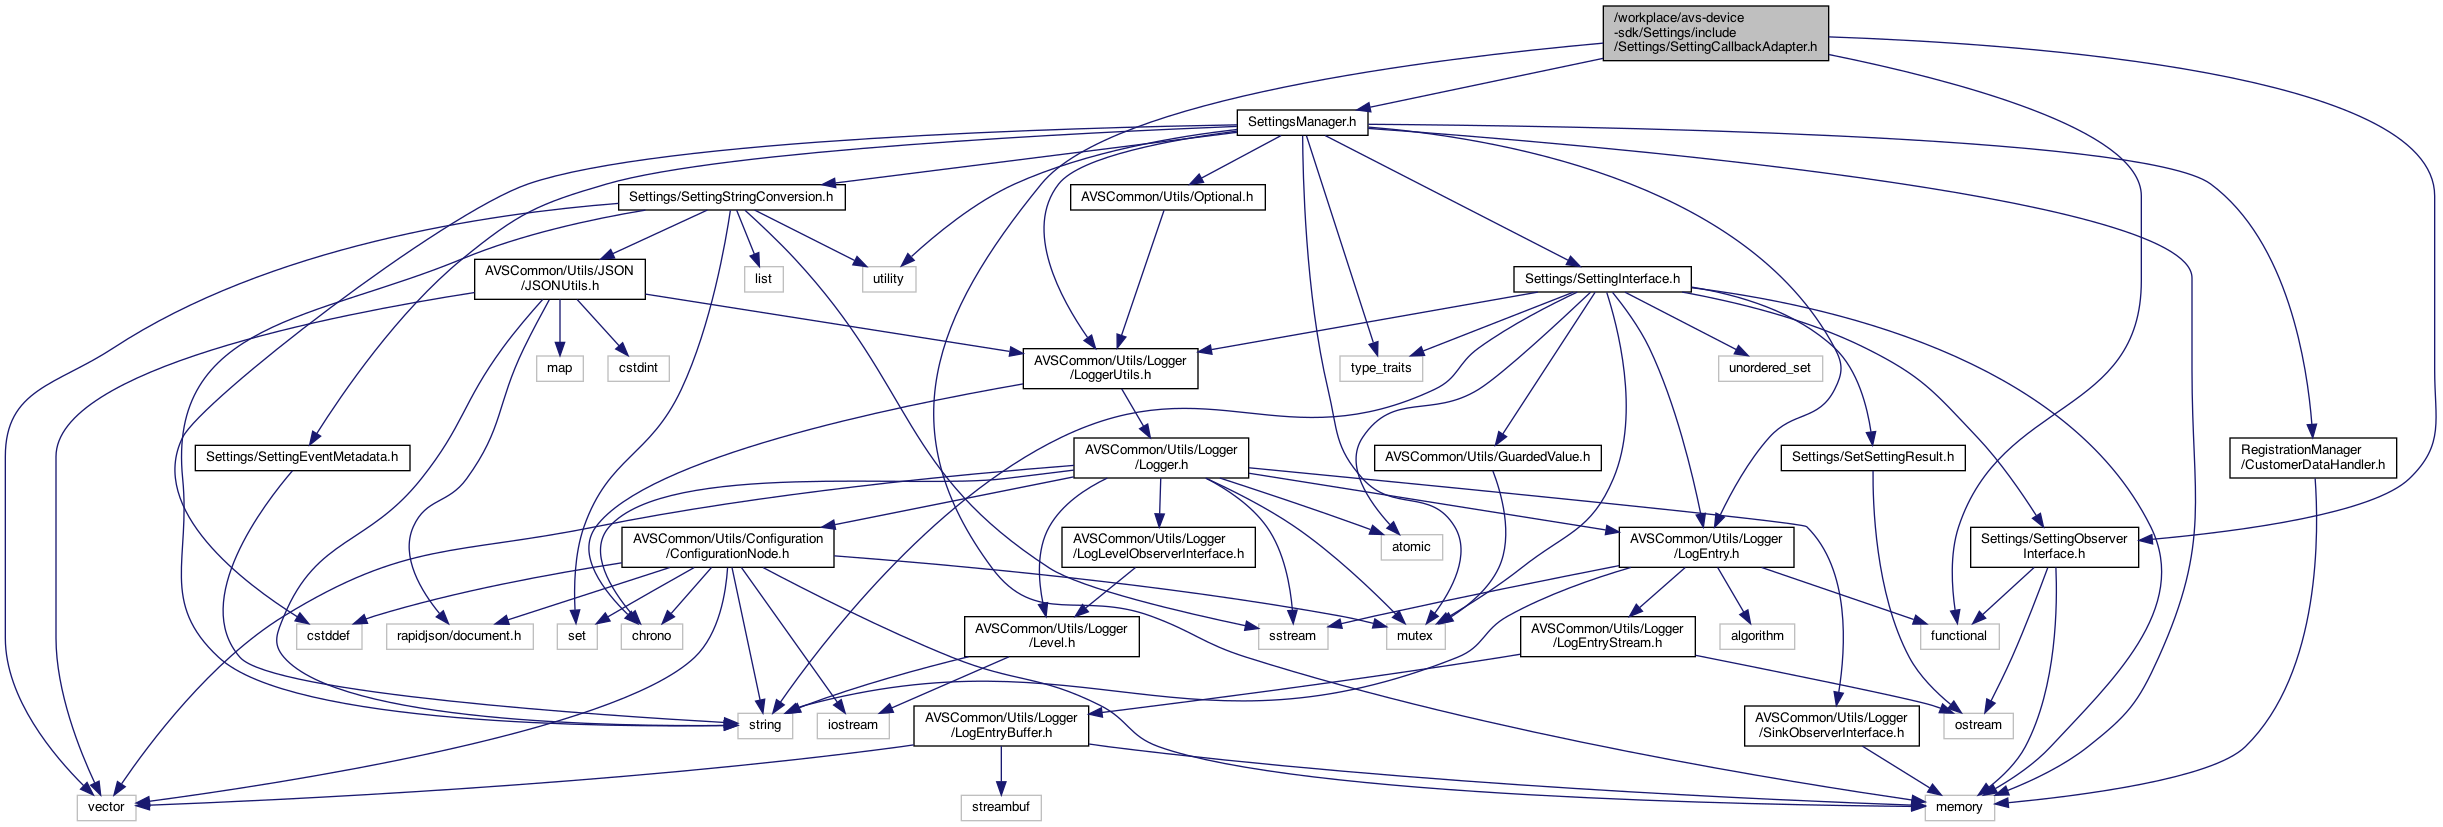 /workplace/avs-device
-sdk/Settings/include
/Settings/SettingCallbackAdapter.h
SettingsManager.h
Settings/SettingStringConversion.h
AVSCommon/Utils/Optional.h
AVSCommon/Utils/JSON
/JSONUtils.h
list
utility
Settings/SettingInterface.h
map
cstdint
AVSCommon/Utils/Logger
/LoggerUtils.h
type_traits
unordered_set
Settings/SettingEventMetadata.h
AVSCommon/Utils/Logger
/Logger.h
AVSCommon/Utils/GuardedValue.h
Settings/SetSettingResult.h
RegistrationManager
/CustomerDataHandler.h
AVSCommon/Utils/Configuration
/ConfigurationNode.h
AVSCommon/Utils/Logger
/LogLevelObserverInterface.h
atomic
AVSCommon/Utils/Logger
/LogEntry.h
Settings/SettingObserver
Interface.h
cstddef
rapidjson/document.h
set
chrono
AVSCommon/Utils/Logger
/Level.h
sstream
mutex
AVSCommon/Utils/Logger
/LogEntryStream.h
algorithm
functional
string
iostream
AVSCommon/Utils/Logger
/LogEntryBuffer.h
AVSCommon/Utils/Logger
/SinkObserverInterface.h
ostream
vector
streambuf
memory